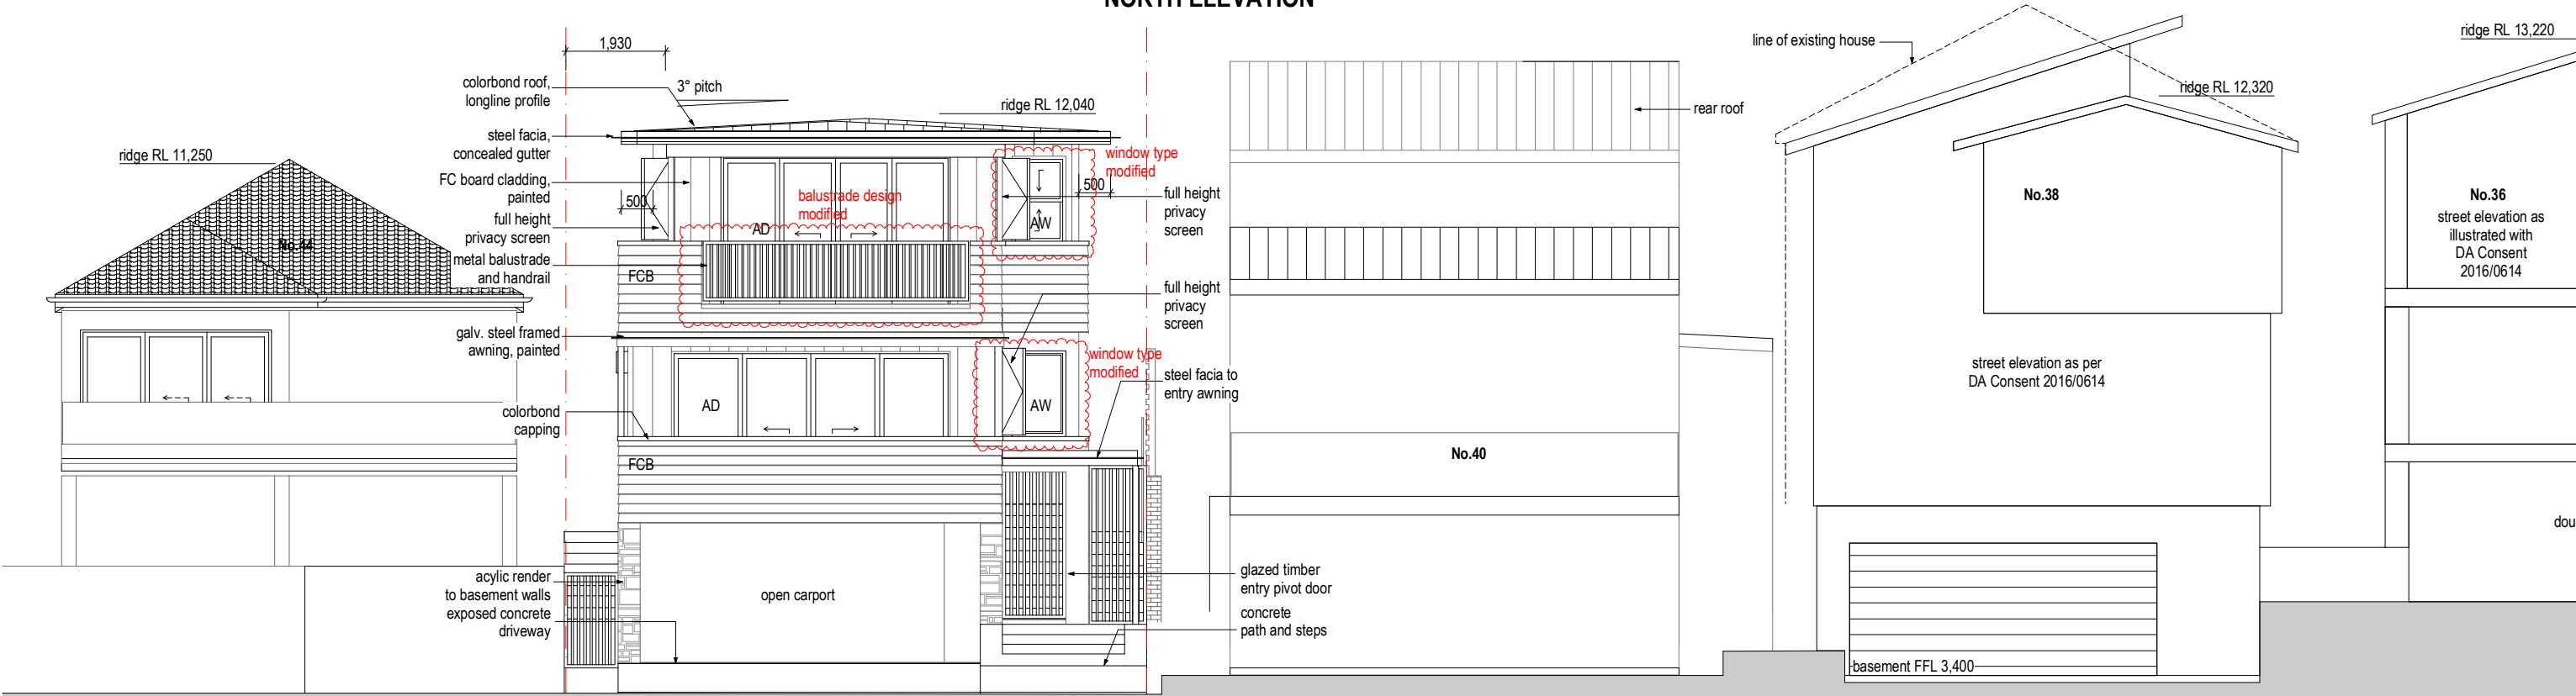 NORTH ELEVATION
1,930
colorbond roof,
longline profile
3° pitch
ridge RL 12,040
steel facia,
concealed gutter
ridge RL 11,250
FC board cladding,
painted
500
full height
privacy screen
No.44
metal balustrade
and handrail
balustrade design
modified
AD
FCB
window type
modified
500
AW
full height
privacy
screen
full height
privacy
screen
galv. steel framed
awning, painted
window type
modified
AD
AW
steel facia to
entry awning
colorbond
capping
FCB
acylic render
to basement walls
exposed concrete
driveway
open carport
glazed timber
entry pivot door
concrete
path and steps
rear roof
No.40
line of existing house
ridge RL 12,320
No.38
street elevation as per
DA Consent 2016/0614
basement FFL 3,400
ridge RL 13,220
No.36
street elevation as
illustrated with
DA Consent
2016/0614
dou